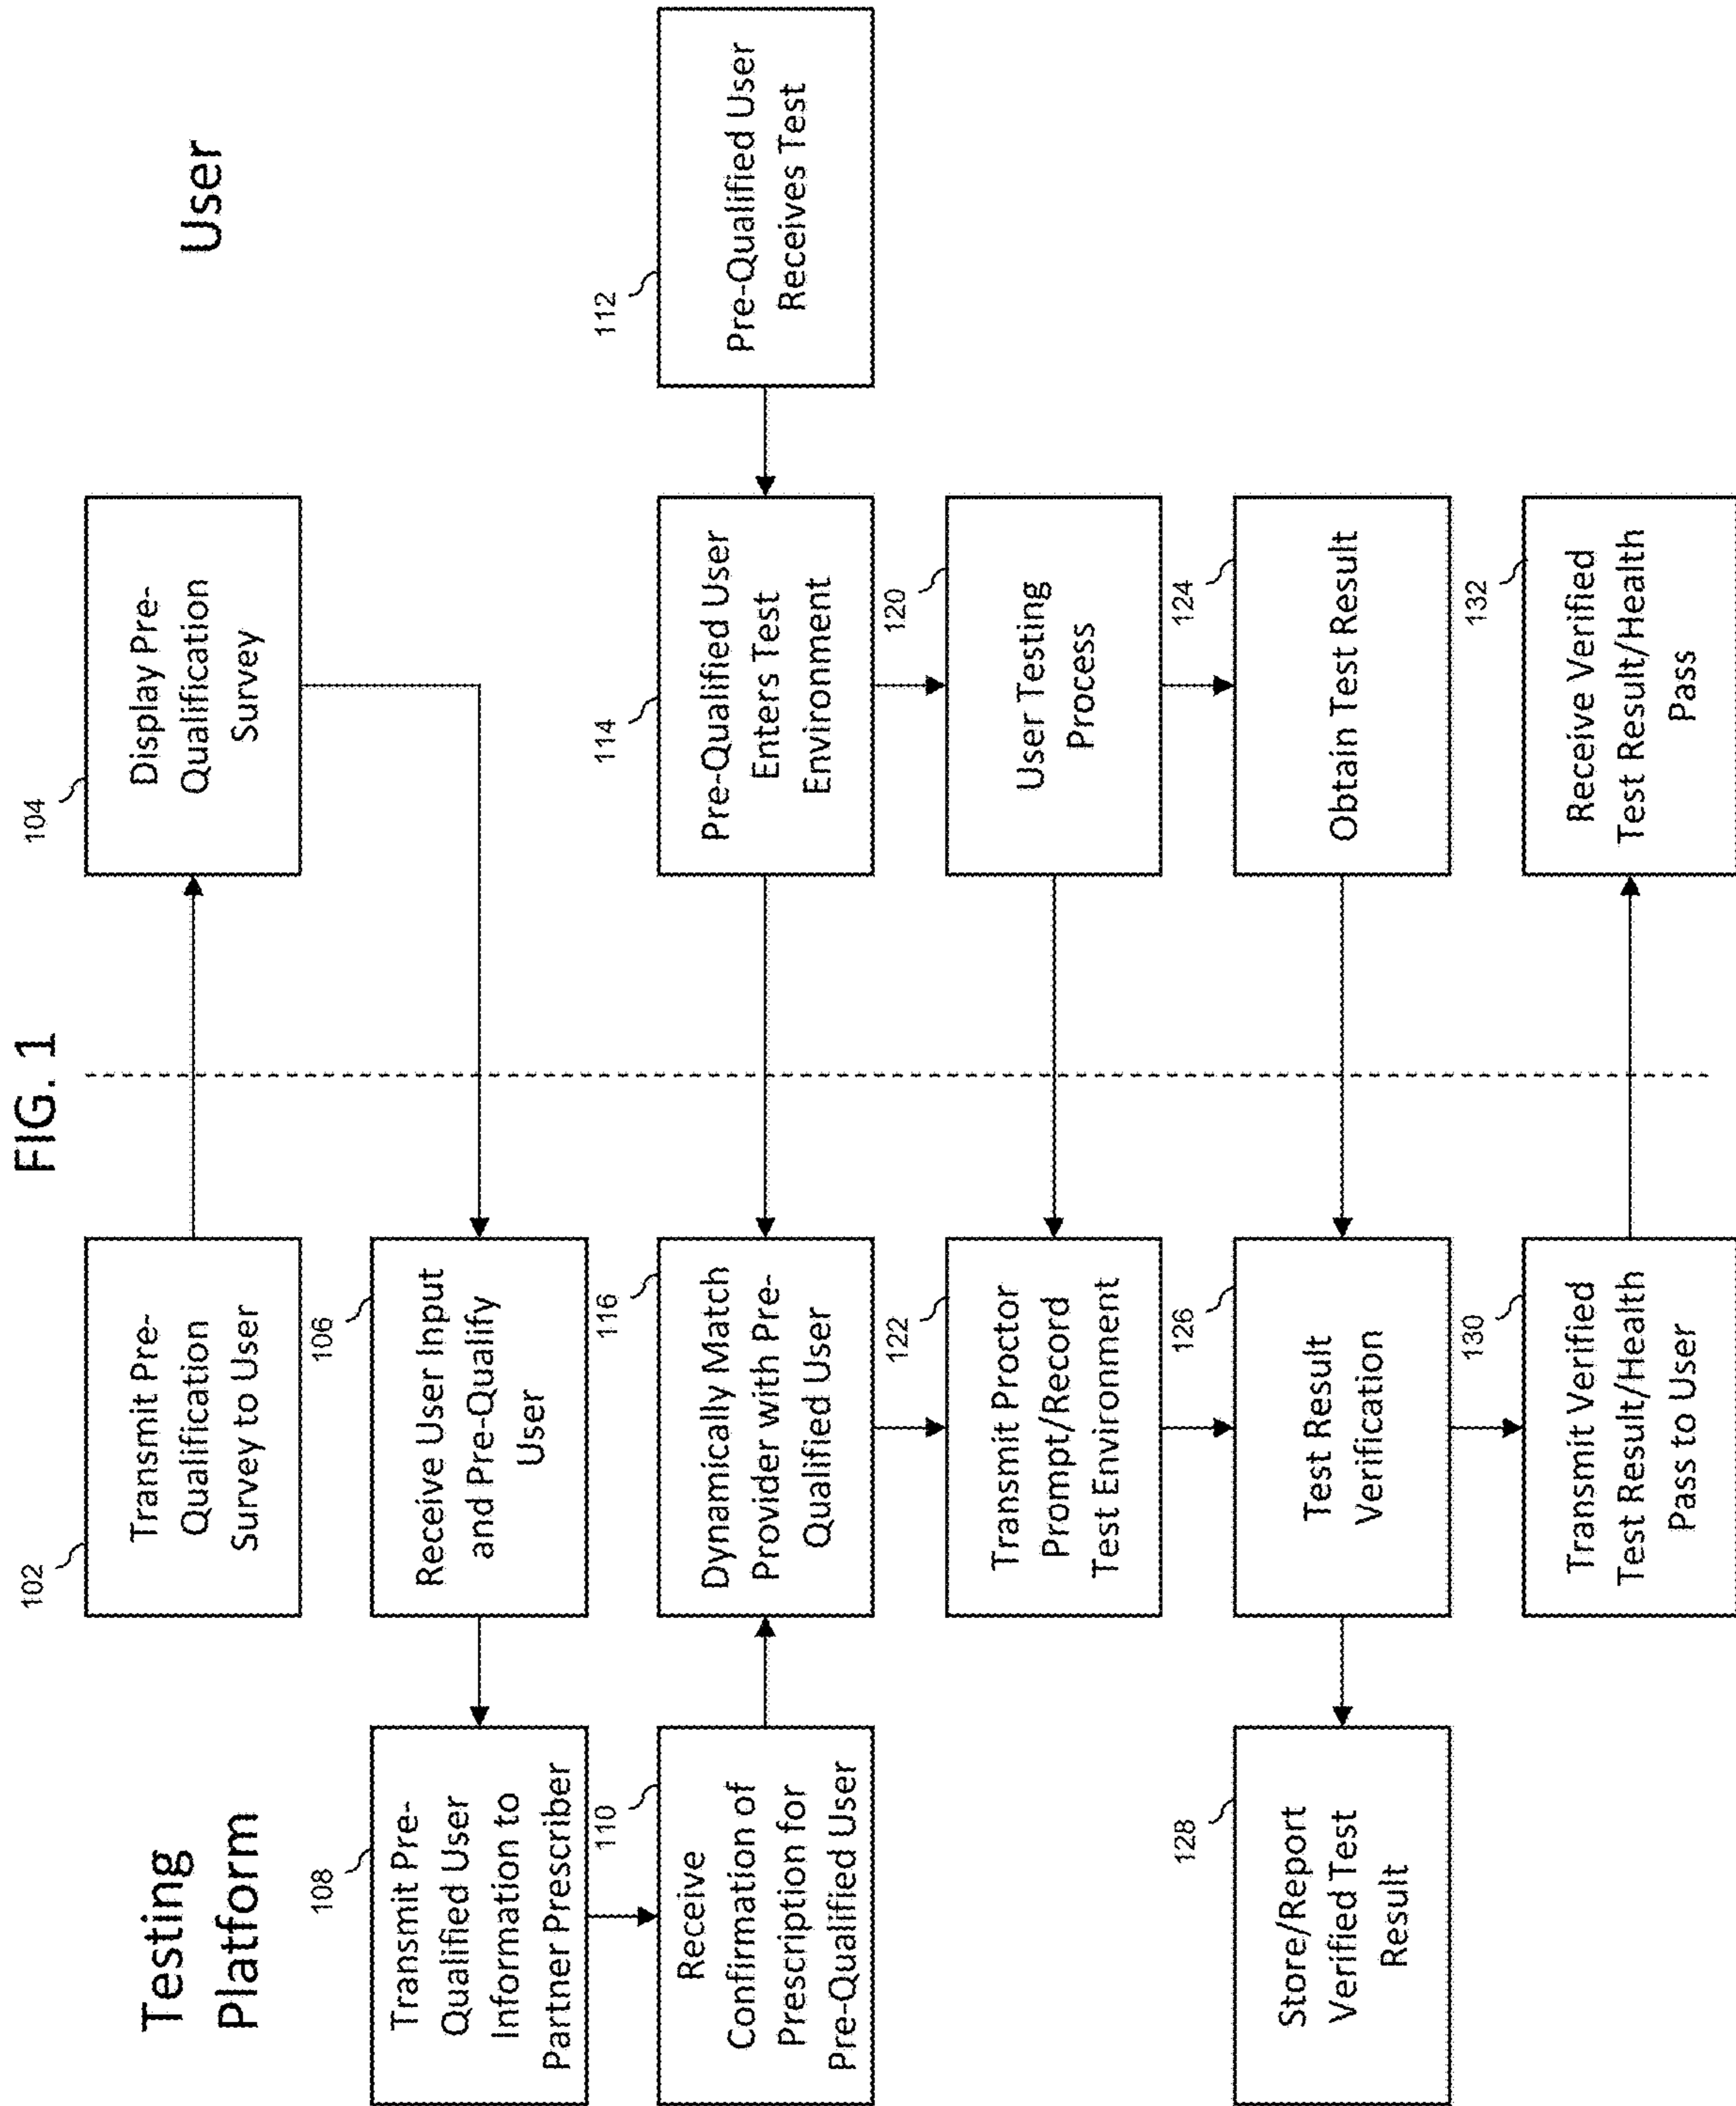 FIG. 1
Testing
Platform
User
102
Transmit Pre-
Qualification
Survey to User
104
Display Pre-
Qualification
Survey
106
Receive User Input
and Pre-Qualify
User
108
Transmit Pre-
Qualified User
Information to
Partner Prescriber
110
Receive
Confirmation of
Prescription for
Pre-Qualified User
112
Pre-Qualified User
Receives Test
114
Pre-Qualified User
Enters Test
Environment
116
Dynamically Match
Provider with Pre-
Qualified User
120
User Testing
Process
122
Transmit Proctor
Prompt/Record
Test Environment
124
Obtain Test Result
126
Test Result
Verification
128
Store/Report
Verified Test
Result
130
Transmit Verified
Test Result/Health
Pass to User
132
Receive Verified
Test Result/Health
Pass